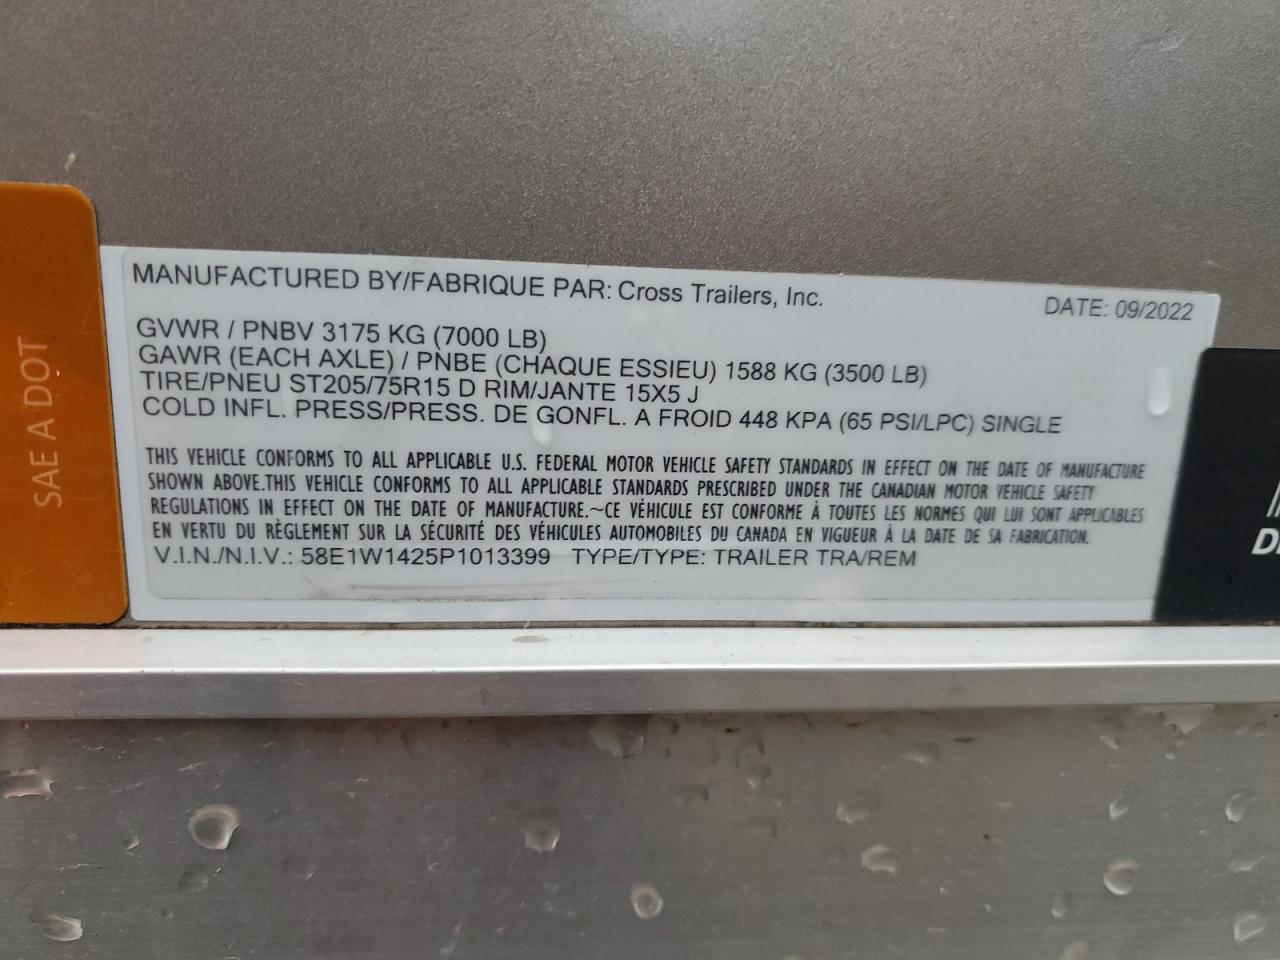 MANUFACTURED BY/FABRIQUE PAR: Cross Trailers, Inc. DATE: 09/2022
GVWR / PNBV 3175 KG (7000 LB)
GAWR (EACH AXLE) / PNBE (CHAQUE ESSIEU) 1588 KG (3500 LB)
TIRE/PNEU ST205/75R15 D RIM/JANTE 15X5 J
COLD INFL. PRESS/PRESS. DE GONFL. A FROID 448 KPA (65 PSI/LPC) SINGLE
THIS VEHICLE CONFORMS TO ALL APPLICABLE U.S. FEDERAL MOTOR VEHICLE SAFETY STANDARDS IN EFFECT ON THE DATE OF MANUFACTURE
SHOWN ABOVE.THIS VEHICLE CONFORMS TO ALL APPLICABLE STANDARDS PRESCRIBED UNDER THE CANADIAN MOTOR VEHICLE SAFETY
REGULATIONS IN EFFECT ON THE DATE OF MANUFACTURE.~CE VÉHICULE EST CONFORME À TOUTES LES NORMES QUI LUI SONT APPLICABLES
EN VERTU DU RÈGLEMENT SUR LA SÉCURITÉ DES VÉHICULES AUTOMOBILES DU CANADA EN VIGUEUR À LA DATE DE SA FABRICATION.
V.I.N./N.I.V.: 58E1W1425P1013399 TYPE/TYPE: TRAILER TRA/REM
SAE A DOT